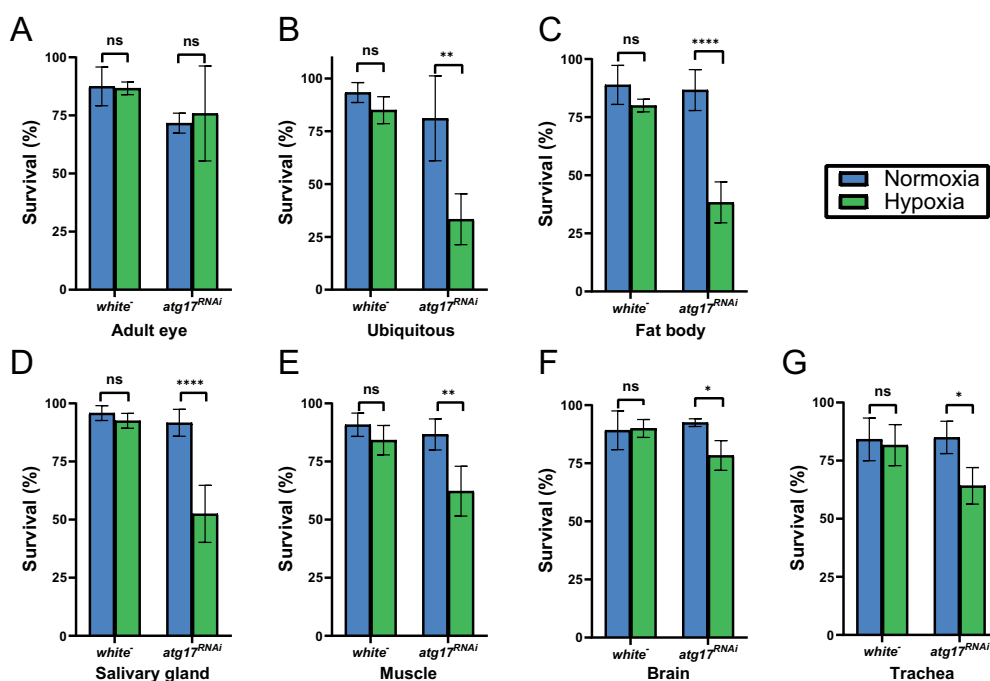 A
ns
ns
100
75
50
25
0
Survival (%)
white⁻
atg17ᴿᴺᴬⁱ
Adult eye
B
ns
**
100
75
50
25
0
Survival (%)
white⁻
atg17ᴿᴺᴬⁱ
Ubiquitous
C
ns
****
100
75
50
25
0
Survival (%)
white⁻
atg17ᴿᴺᴬⁱ
Fat body
Normoxia
Hypoxia
D
ns
****
100
75
50
25
0
Survival (%)
white⁻
atg17ᴿᴺᴬⁱ
Salivary gland
E
ns
**
100
75
50
25
0
Survival (%)
white⁻
atg17ᴿᴺᴬⁱ
Muscle
F
ns
*
100
75
50
25
0
Survival (%)
white⁻
atg17ᴿᴺᴬⁱ
Brain
G
ns
*
100
75
50
25
0
Survival (%)
white⁻
atg17ᴿᴺᴬⁱ
Trachea